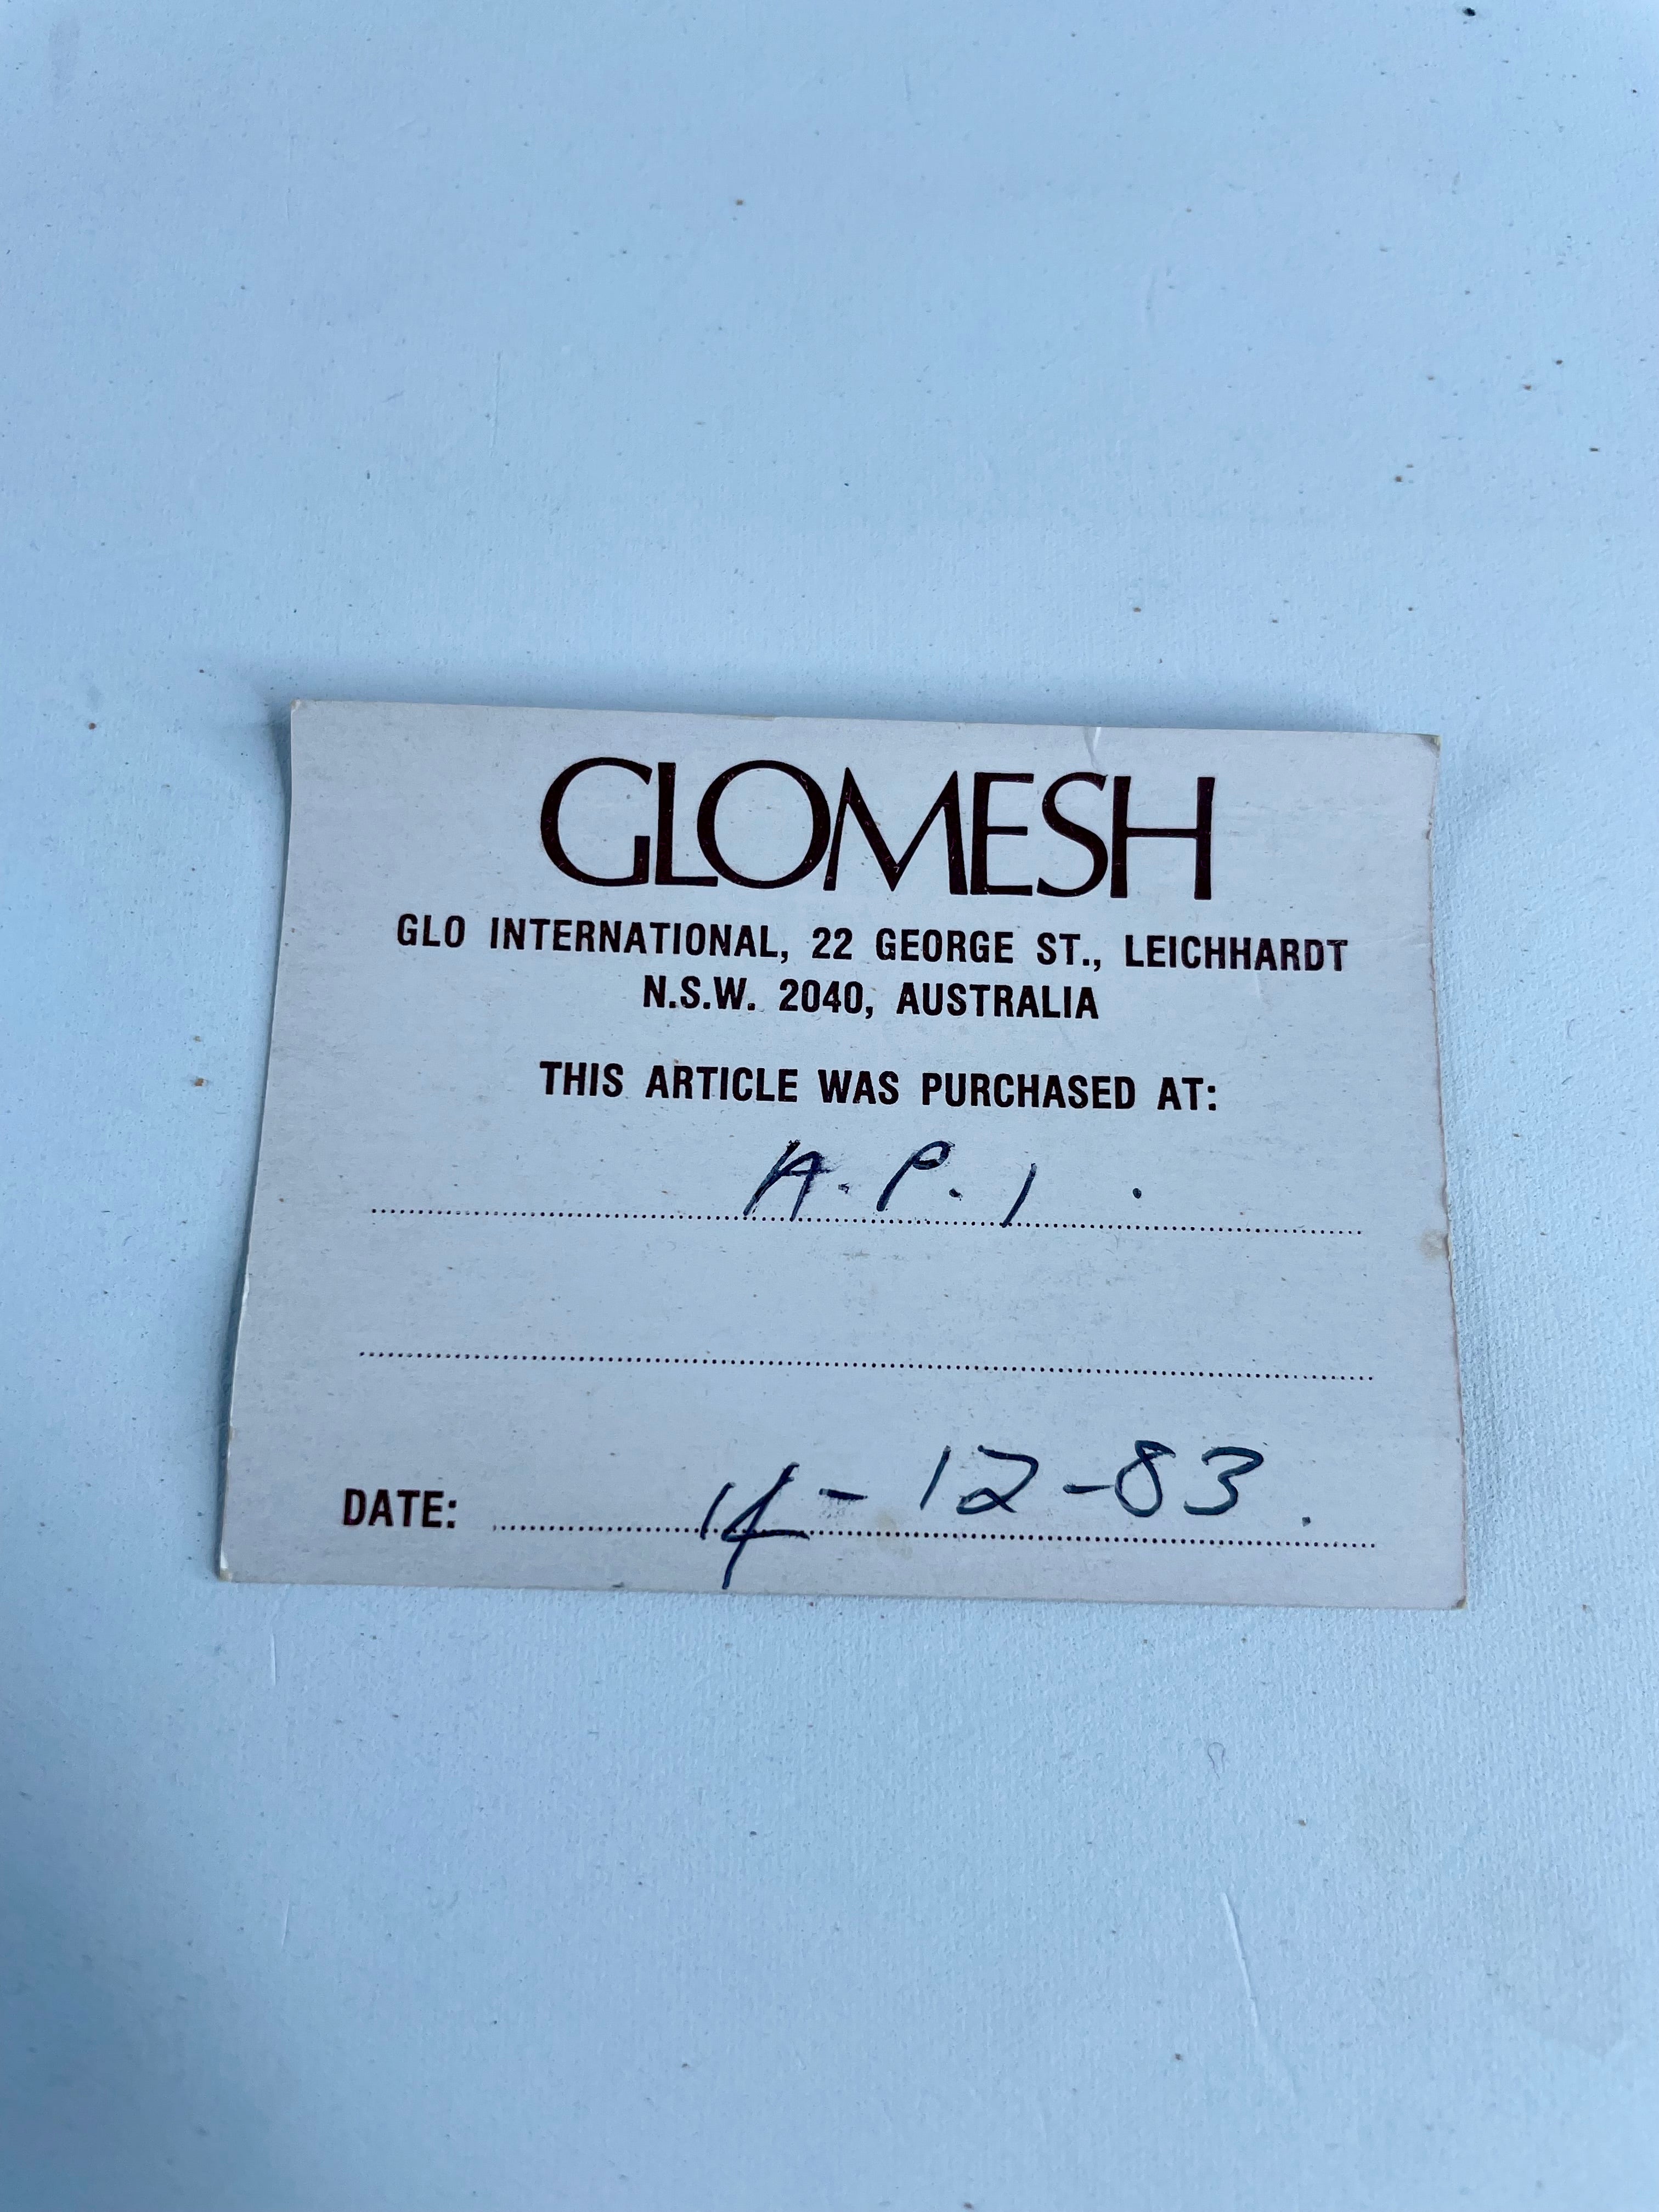 GLOMESH
GLO INTERNATIONAL, 22 GEORGE ST., LEICHHARDT
N.S.W. 2040, AUSTRALIA
THIS ARTICLE WAS PURCHASED AT:
A.P.I.
DATE: 14-12-83.